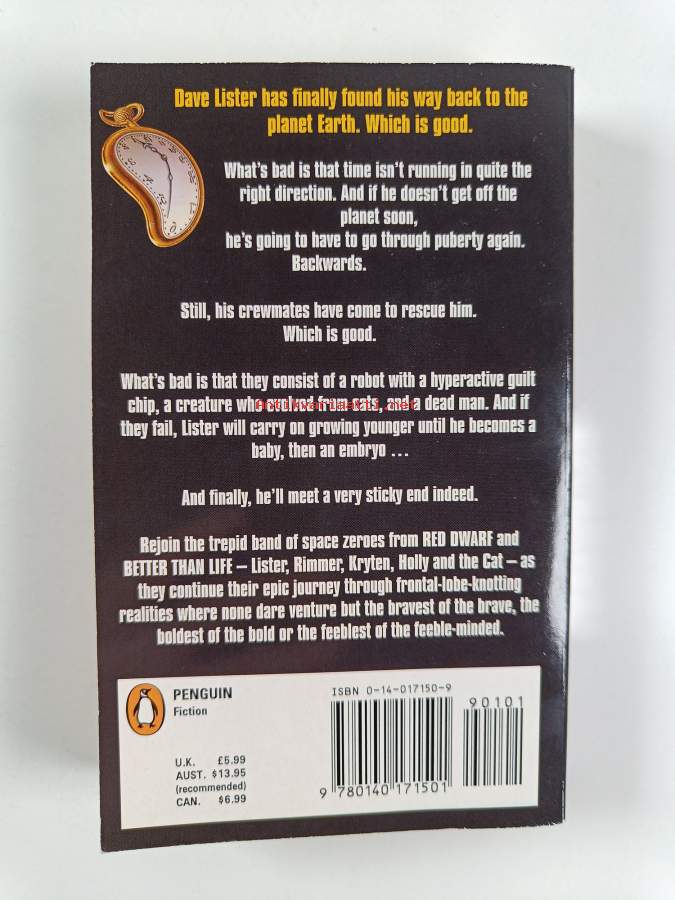 Dave Lister has finally found his way back to the
planet Earth. Which is good.
What's bad is that time isn't running in quite the
right direction. And if he doesn't get off the
planet soon,
he's going to have to go through puberty again.
Backwards.
Still, his crewmates have come to rescue him.
Which is good.
What's bad is that they consist of a robot with a hyperactive guilt
chip, a creature who a dead man. And if
Antikvariaatti.net
they fail, Lister will carry on growing younger until he becomes a
baby, then an embryo ...
And finally, he'll meet a very sticky end indeed.
Rejoin the trepid band of space zeroes from RED DWARF and
BETTER THAN LIFE – Lister, Rimmer, Kryten, Holly and the Cat – as
they continue their epic journey through frontal-lobe-knotting
realities where none dare venture but the bravest of the brave, the
boldest of the bold or the feeblest of the feeble-minded.
PENGUIN
Fiction
U.K. £5.99
AUST. $13.95
(recommended)
CAN. $6.99
ISBN 0-14-017150-9
90101
9 780140 171501